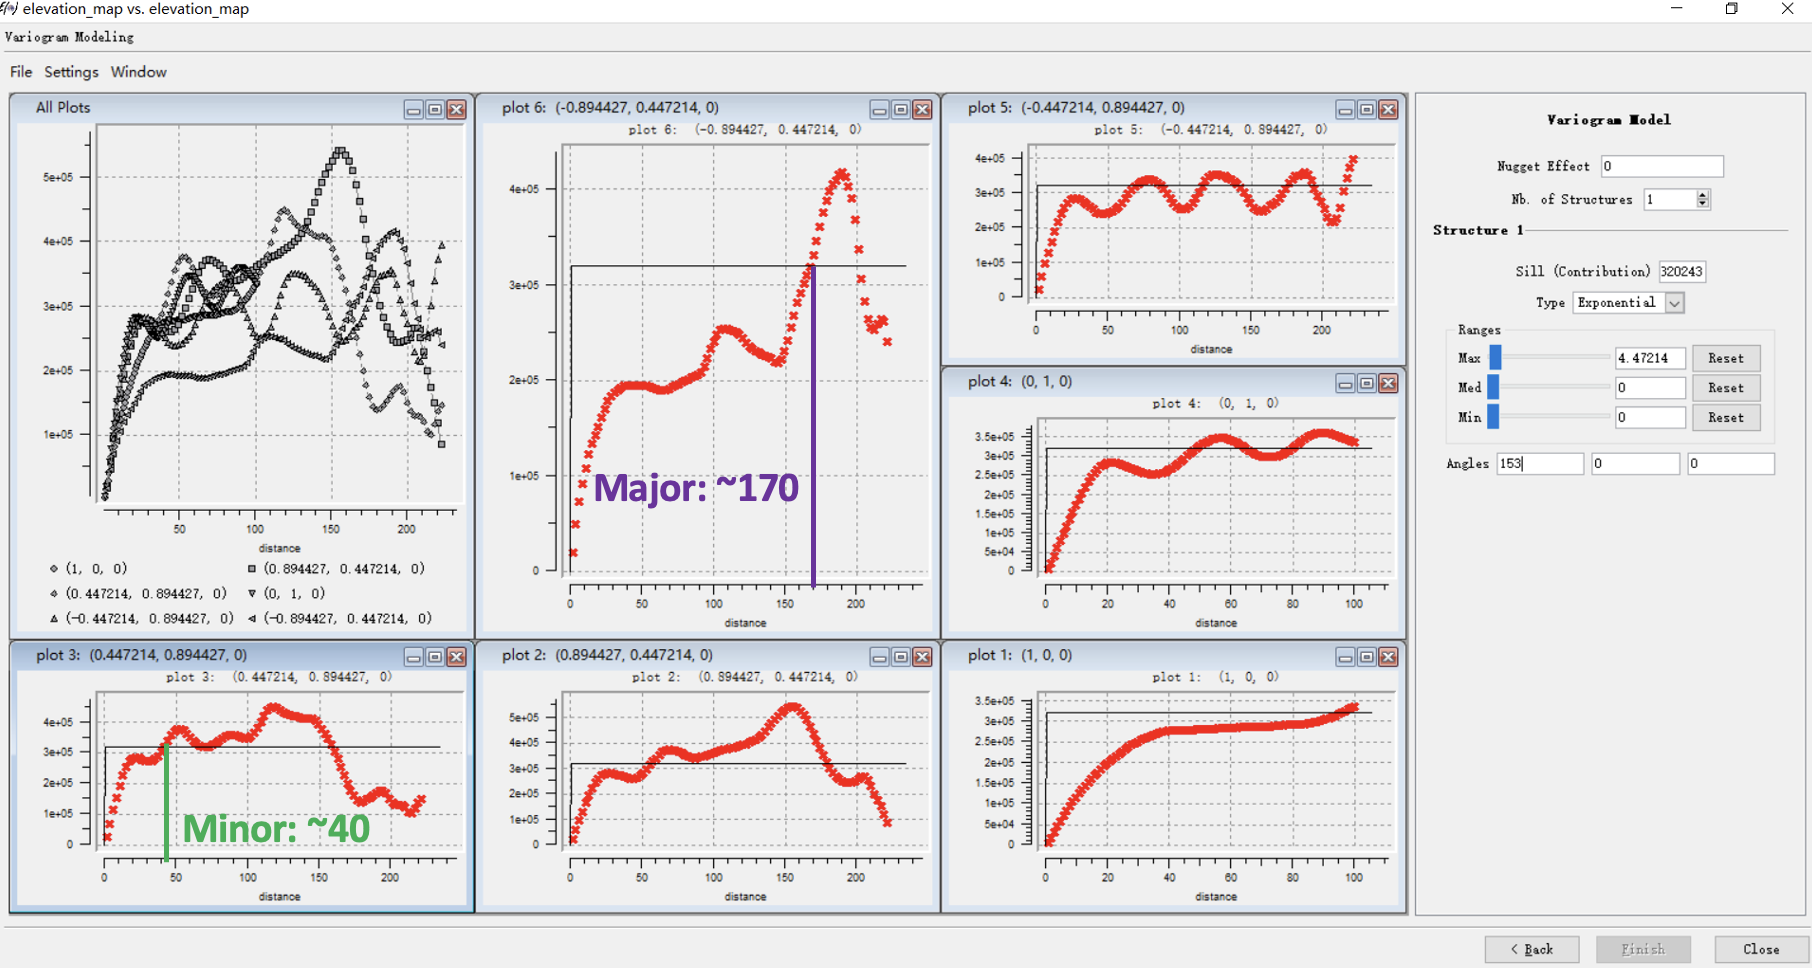 elevation_map vs. elevation_map
Variogram Modeling
File Settings Window
All Plots
5e+05
4e+05
3e+05
2e+05
1e+05
50 100 150 200
distance
(1, 0, 0) (0.894427, 0.447214, 0)
(0.447214, 0.894427, 0) (0, 1, 0)
(-0.447214, 0.894427, 0) (-0.894427, 0.447214, 0)
plot 6: (-0.894427, 0.447214, 0)
plot 6: (-0.894427, 0.447214, 0)
4e+05
3e+05
2e+05
1e+05
0
Major: ~170
0 50 100 150 200
distance
plot 5: (-0.447214, 0.894427, 0)
plot 5: (-0.447214, 0.894427, 0)
4e+05
3e+05
2e+05
1e+05
0
0 50 100 150 200
distance
plot 4: (0, 1, 0)
plot 4: (0, 1, 0)
3.5e+05
3e+05
2.5e+05
2e+05
1.5e+05
1e+05
5e+04
0
0 20 40 60 80 100
distance
plot 3: (0.447214, 0.894427, 0)
plot 3: (0.447214, 0.894427, 0)
4e+05
3e+05
2e+05
1e+05
0
Minor: ~40
0 50 100 150 200
distance
plot 2: (0.894427, 0.447214, 0)
plot 2: (0.894427, 0.447214, 0)
5e+05
4e+05
3e+05
2e+05
1e+05
0
0 50 100 150 200
distance
plot 1: (1, 0, 0)
plot 1: (1, 0, 0)
3.5e+05
3e+05
2.5e+05
2e+05
1.5e+05
1e+05
5e+04
0
0 20 40 60 80 100
distance
Variogram Model
Nugget Effect 0
Nb. of Structures 1
Structure 1
Sill (Contribution) 320243
Type Exponential
Ranges
Max 4.47214 Reset
Med 0 Reset
Min 0 Reset
Angles 153 0 0
< Back Finish Close